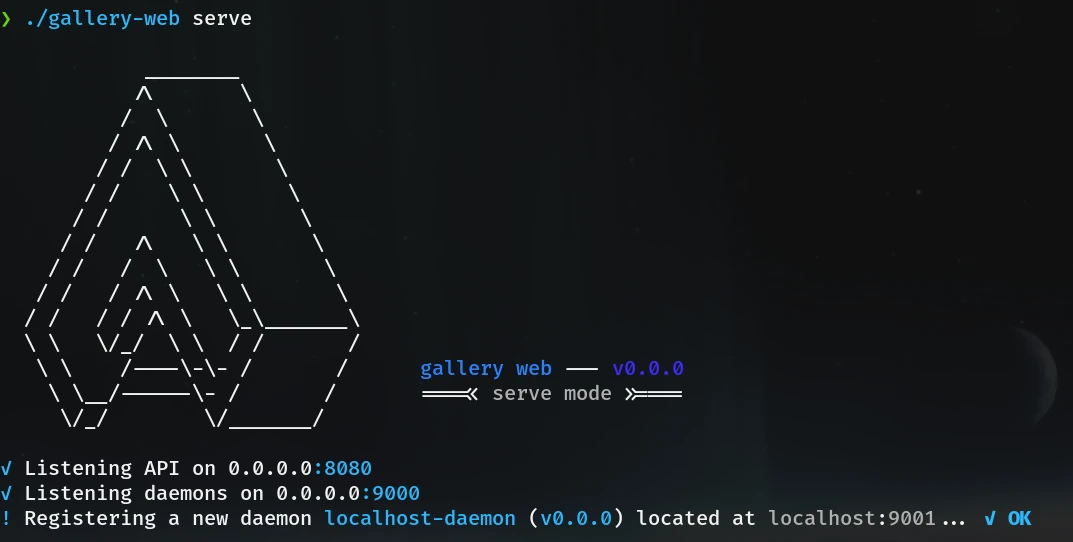 ❯ ./gallery-web serve
gallery web —— v0.0.0
====≪ serve mode ≫====
√ Listening API on 0.0.0.0:8080
√ Listening daemons on 0.0.0.0:9000
! Registering a new daemon localhost-daemon (v0.0.0) located at localhost:9001... √ OK